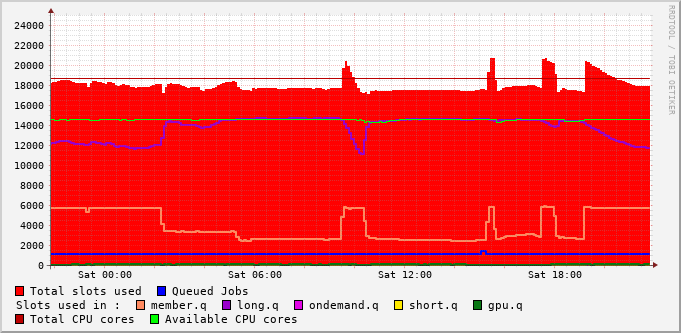 RRDTOOL / TOBI OETIKER
24000
22000
20000
18000
16000
14000
12000
10000
8000
6000
4000
2000
0
Sat 00:00 Sat 06:00 Sat 12:00 Sat 18:00
Total slots used Queued Jobs
Slots used in : member.q long.q ondemand.q short.q gpu.q
Total CPU cores Available CPU cores